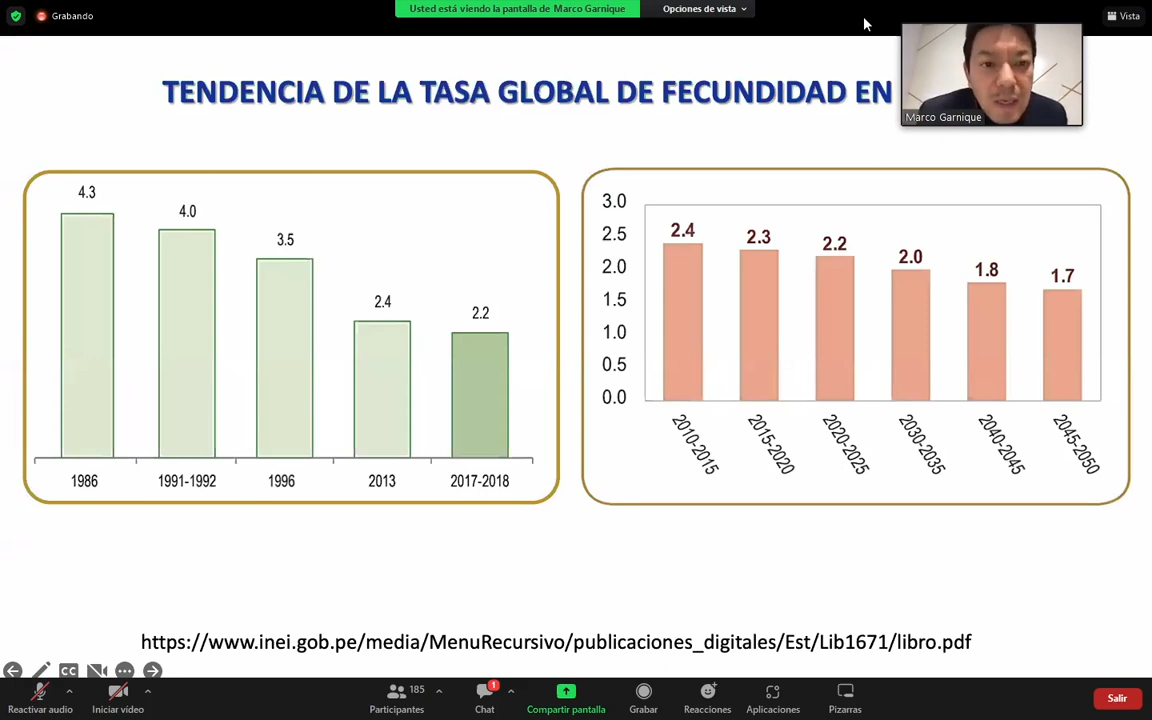 Grabando
Usted está viendo la pantalla de Marco Garnique
Opciones de vista
Vista
TENDENCIA DE LA TASA GLOBAL DE FECUNDIDAD EN
Marco Garnique
4.3
4.0
3.5
2.4
2.2
1986
1991-1992
1996
2013
2017-2018
3.0
2.5
2.0
1.5
1.0
0.5
0.0
2.4
2.3
2.2
2.0
1.8
1.7
2010-2015
2015-2020
2020-2025
2030-2035
2040-2045
2045-2050
https://www.inei.gob.pe/media/MenuRecursivo/publicaciones_digitales/Est/Lib1671/libro.pdf
CC
Reactivar audio
Iniciar vídeo
185
Participantes
1
Chat
Compartir pantalla
Grabar
Reacciones
Aplicaciones
Pizarras
Salir